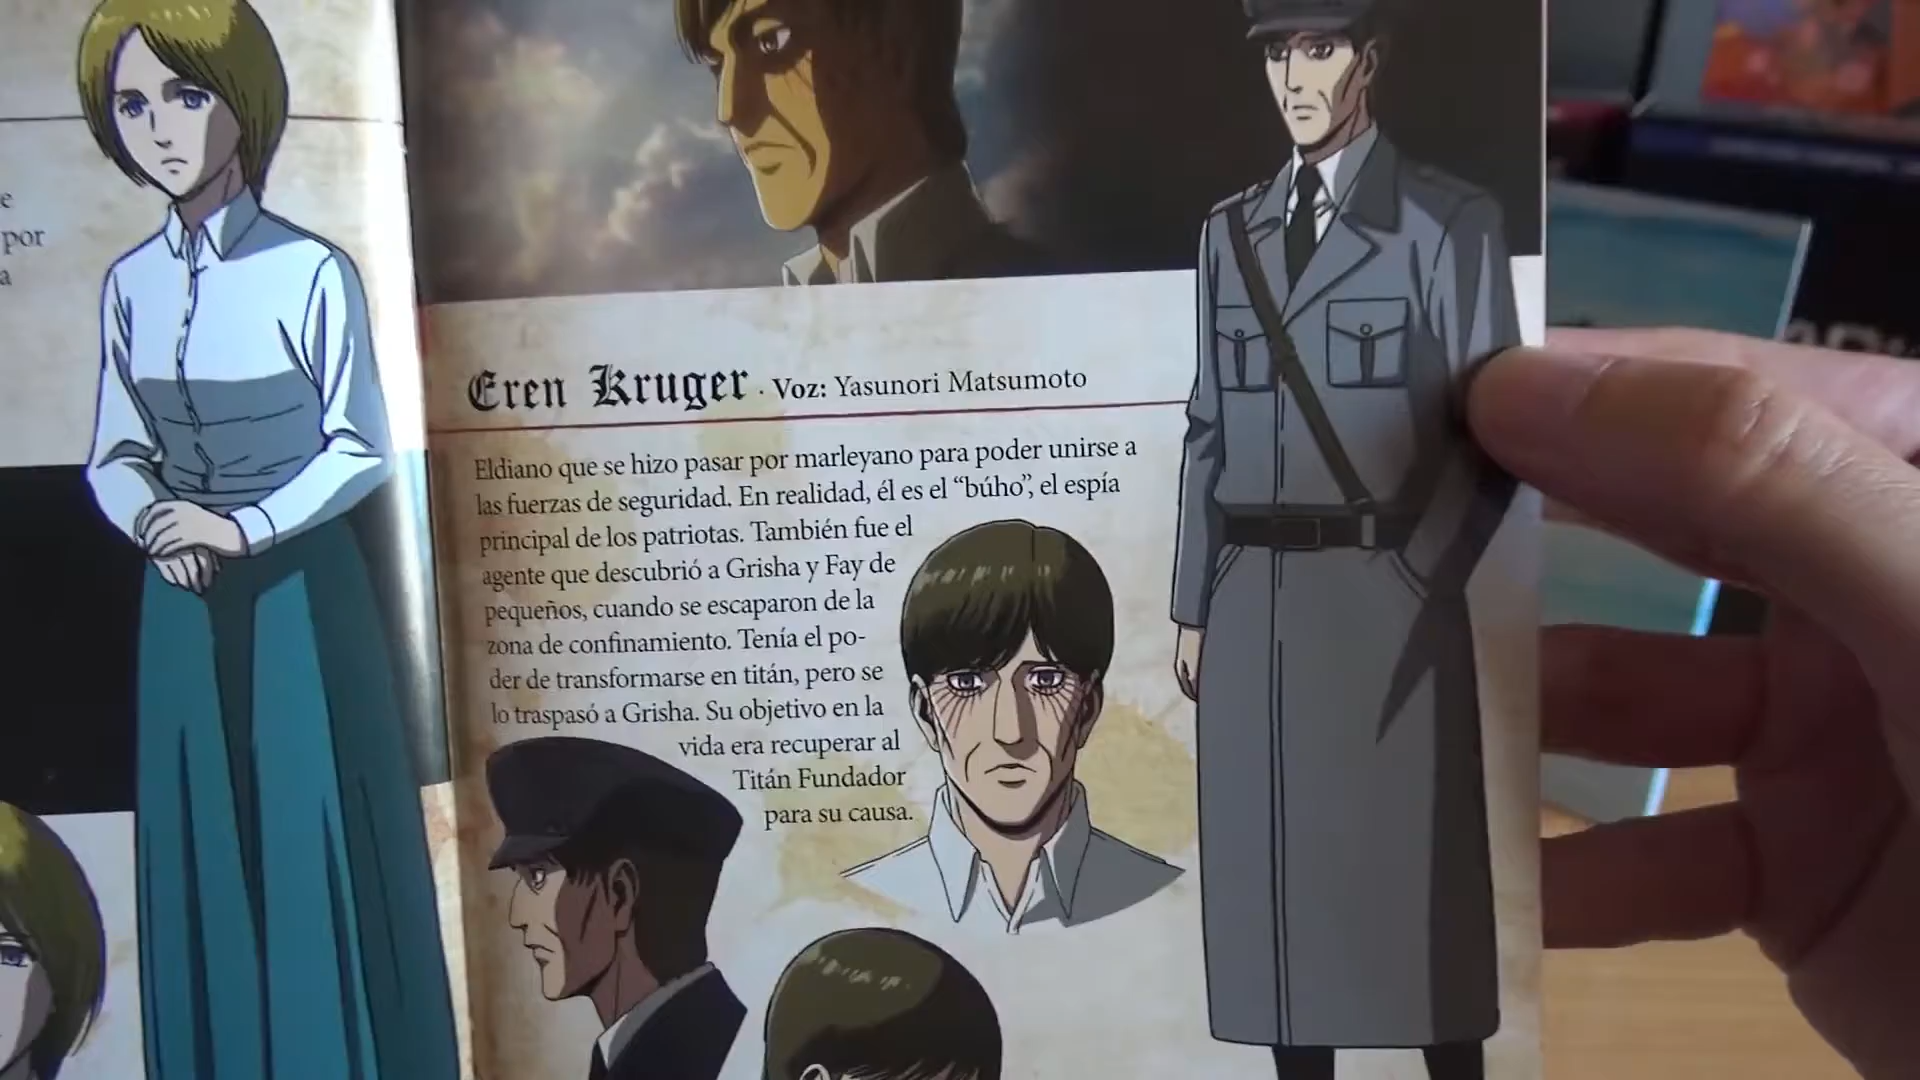 e
por
a
Eren Kruger · Voz: Yasunori Matsumoto
Eldiano que se hizo pasar por marleyano para poder unirse a
las fuerzas de seguridad. En realidad, él es el “búho”, el espía
principal de los patriotas. También fue el
agente que descubrió a Grisha y Fay de
pequeños, cuando se escaparon de la
zona de confinamiento. Tenía el po-
der de transformarse en titán, pero se
lo traspasó a Grisha. Su objetivo en la
vida era recuperar al
Titán Fundador
para su causa.